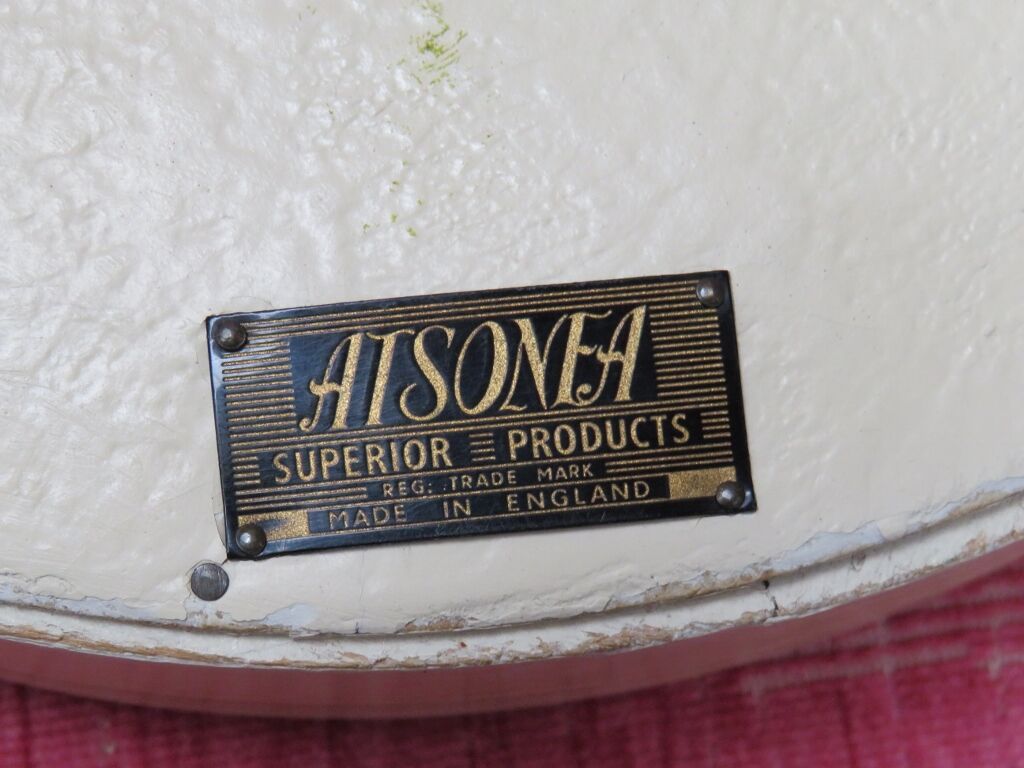 ATSONEA
SUPERIOR PRODUCTS
REG: TRADE MARK
MADE IN ENGLAND